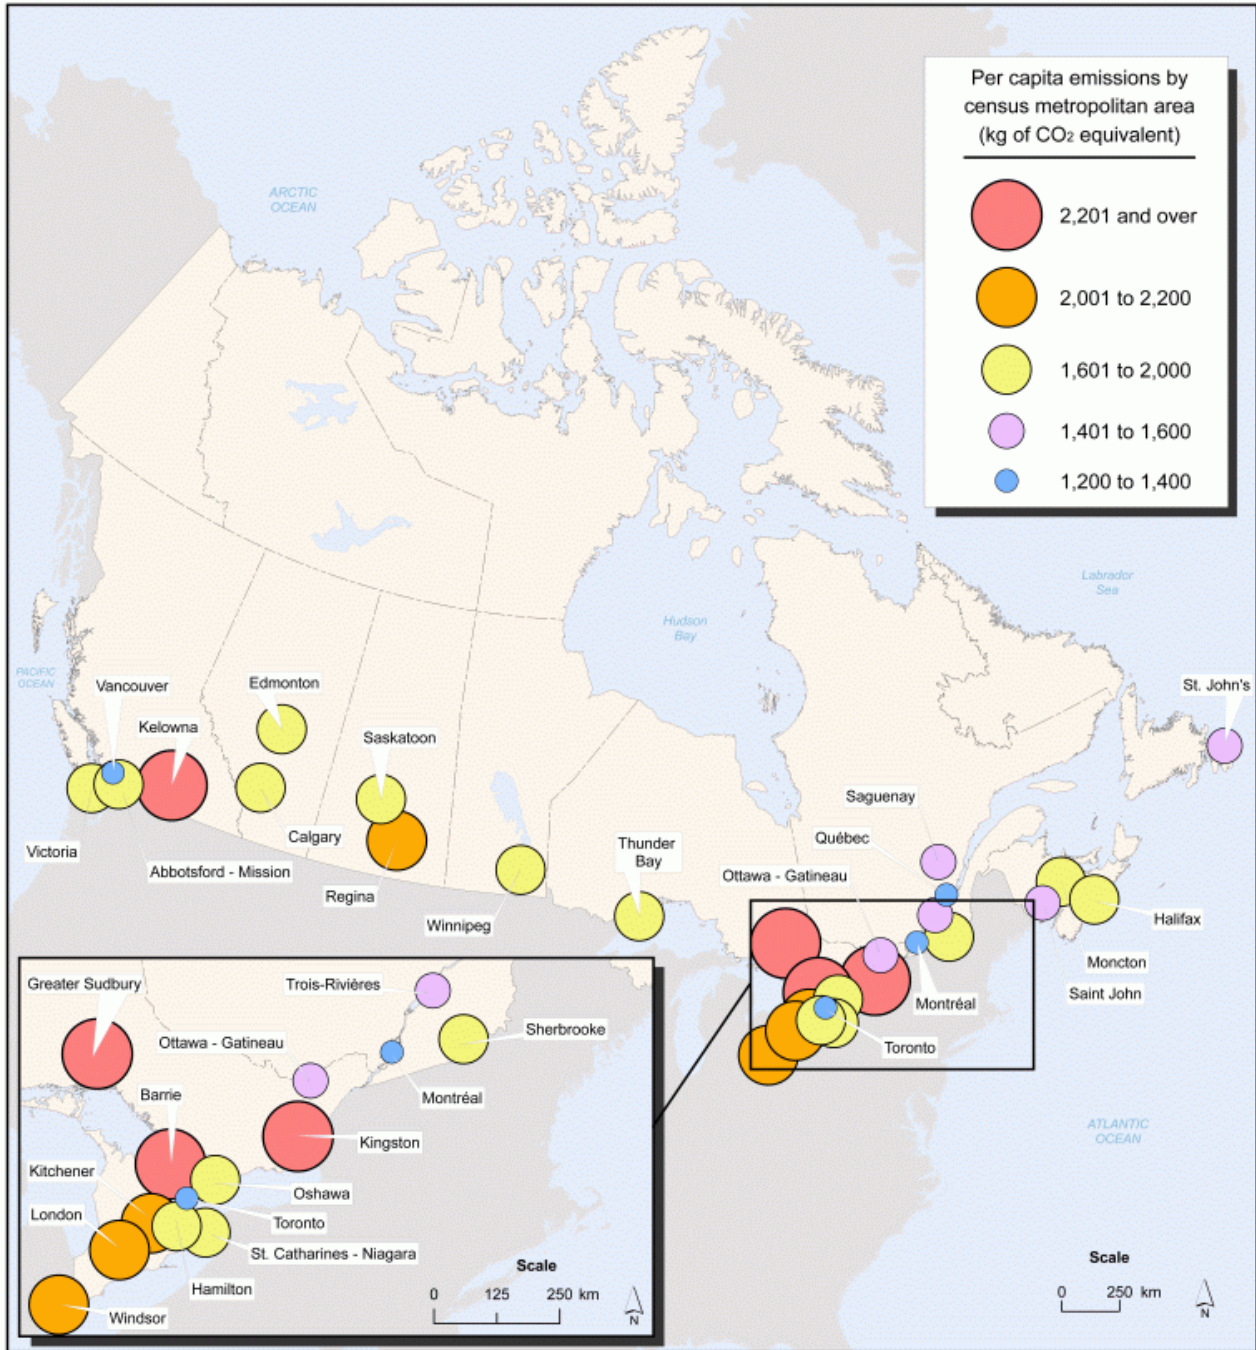 Per capita emissions by
census metropolitan area
(kg of CO₂ equivalent)
2,201 and over
2,001 to 2,200
1,601 to 2,000
1,401 to 1,600
1,200 to 1,400
ARCTIC
OCEAN
Labrador
Sea
Hudson
Bay
PACIFIC
OCEAN
Vancouver
Edmonton
St. John's
Kelowna
Saskatoon
Saguenay
Québec
Thunder
Bay
Calgary
Victoria
Abbotsford - Mission
Ottawa - Gatineau
Regina
Winnipeg
Halifax
Moncton
Saint John
Montréal
Toronto
ATLANTIC
OCEAN
Scale
0 250 km
N
Greater Sudbury
Trois-Rivières
Ottawa - Gatineau
Sherbrooke
Barrie
Montréal
Kingston
Kitchener
Oshawa
London
Toronto
St. Catharines - Niagara
Hamilton
Windsor
Scale
0 125 250 km
N